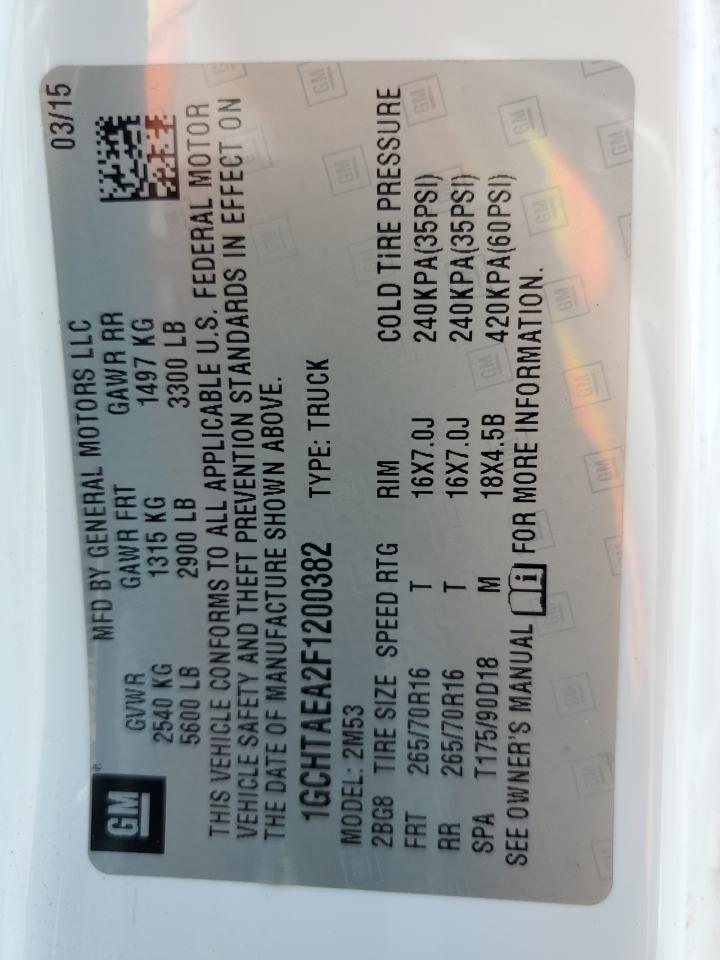 GM
MFD BY GENERAL MOTORS LLC 03/15
GVWR GAWR FRT GAWR RR
2540 KG 1315 KG 1497 KG
5600 LB 2900 LB 3300 LB
THIS VEHICLE CONFORMS TO ALL APPLICABLE U.S. FEDERAL MOTOR
VEHICLE SAFETY AND THEFT PREVENTION STANDARDS IN EFFECT ON
THE DATE OF MANUFACTURE SHOWN ABOVE.
1GCHTAEA2F1200382 TYPE: TRUCK
MODEL: 2M53
2BG8 TIRE SIZE SPEED RTG RIM COLD TIRE PRESSURE
FRT 265/70R16 T 16X7.0J 240KPA(35PSI)
RR 265/70R16 T 16X7.0J 240KPA(35PSI)
SPA T175/90D18 M 18X4.5B 420KPA(60PSI)
SEE OWNER'S MANUAL i FOR MORE INFORMATION.